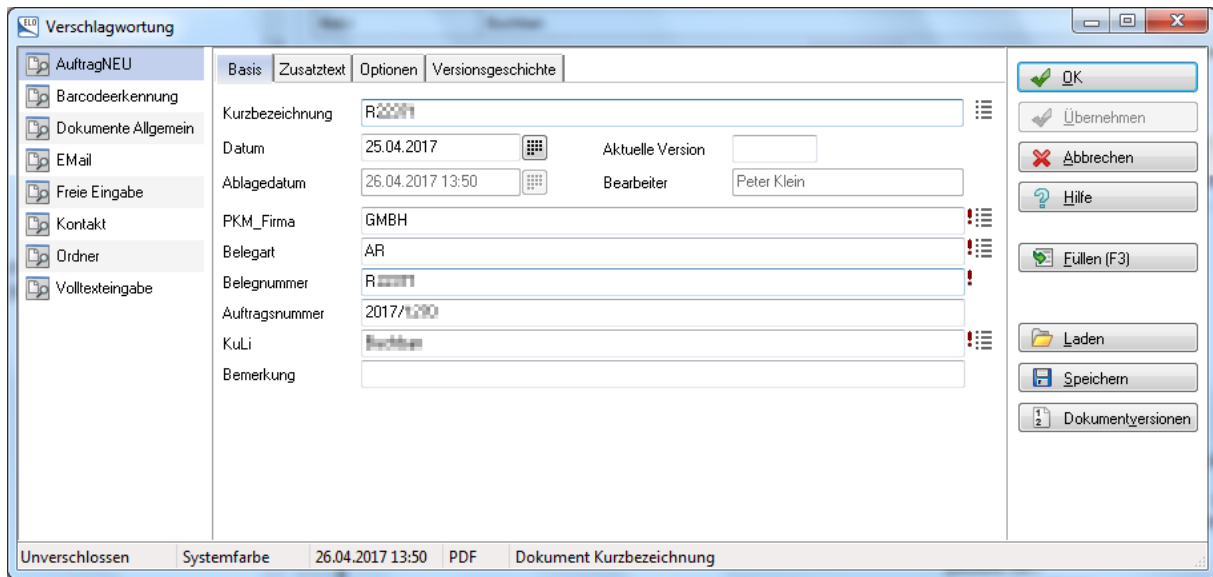 ELO Verschlagwortung
AuftragNEU
Barcodeerkennung
Dokumente Allgemein
EMail
Freie Eingabe
Kontakt
Ordner
Volltexteingabe
Basis Zusatztext Optionen Versionsgeschichte
Kurzbezeichnung
Datum 25.04.2017 Aktuelle Version
Ablagedatum 26.04.2017 13:50 Bearbeiter Peter Klein
PKM_Firma GMBH
Belegart AR
Belegnummer
Auftragsnummer 2017/
KuLi
Bemerkung
OK
Übernehmen
Abbrechen
Hilfe
Füllen (F3)
Laden
Speichern
Dokumentversionen
Unverschlossen Systemfarbe 26.04.2017 13:50 PDF Dokument Kurzbezeichnung